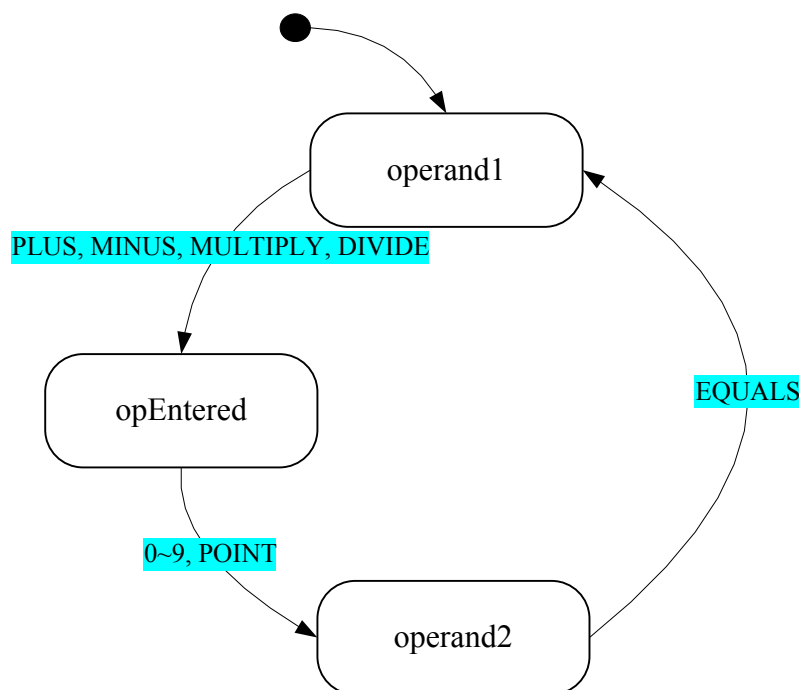 operand1
PLUS, MINUS, MULTIPLY, DIVIDE
opEntered
EQUALS
0~9, POINT
operand2